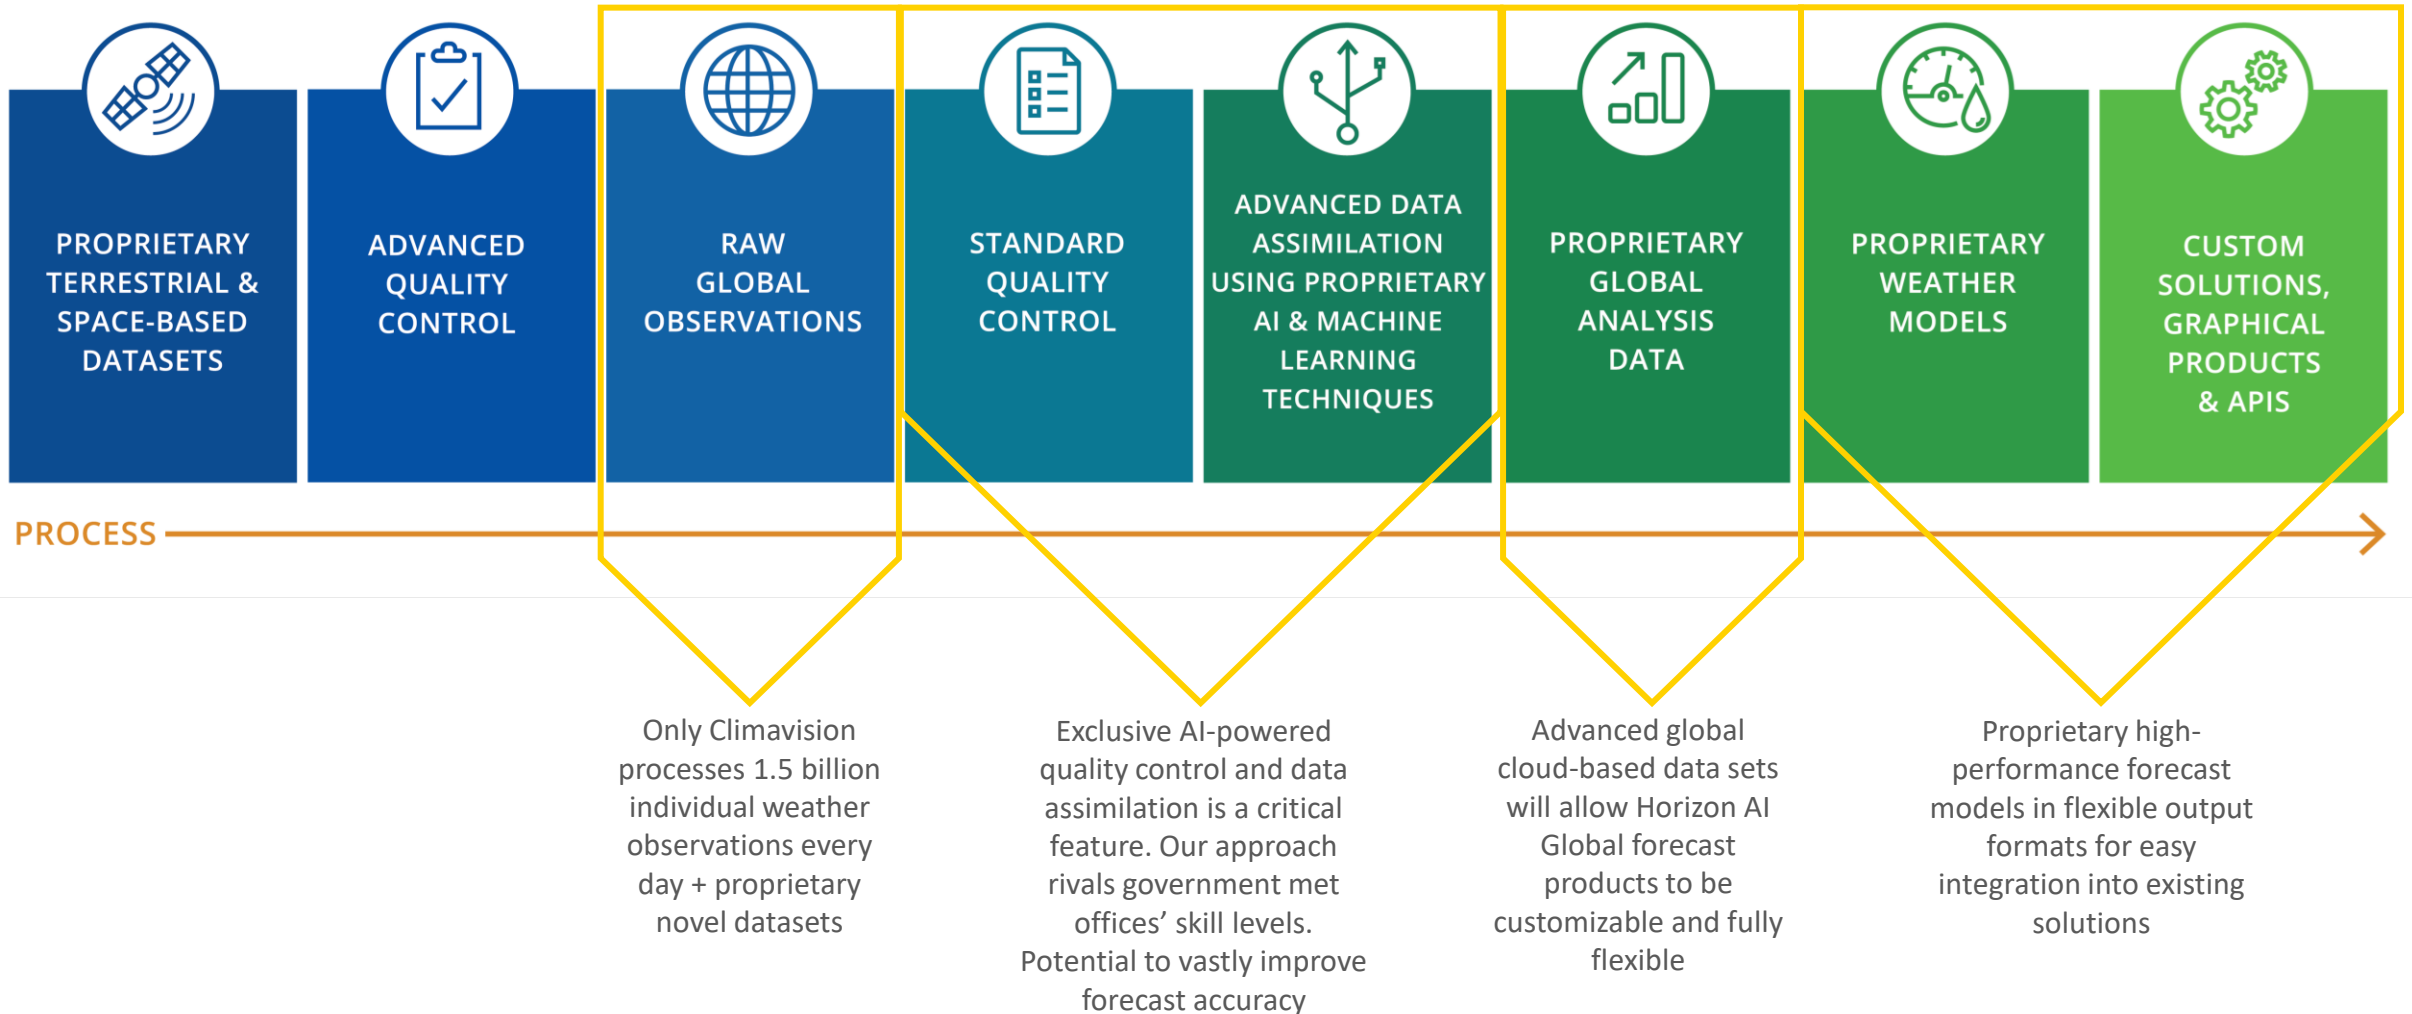 PROPRIETARY
TERRESTRIAL &
SPACE-BASED
DATASETS
ADVANCED
QUALITY
CONTROL
RAW
GLOBAL
OBSERVATIONS
STANDARD
QUALITY
CONTROL
ADVANCED DATA
ASSIMILATION
USING PROPRIETARY
AI & MACHINE
LEARNING
TECHNIQUES
PROPRIETARY
GLOBAL
ANALYSIS
DATA
PROPRIETARY
WEATHER
MODELS
CUSTOM
SOLUTIONS,
GRAPHICAL
PRODUCTS
& APIS
PROCESS
Only Climavision
processes 1.5 billion
individual weather
observations every
day + proprietary
novel datasets
Exclusive AI-powered
quality control and data
assimilation is a critical
feature. Our approach
rivals government met
offices’ skill levels.
Potential to vastly improve
forecast accuracy
Advanced global
cloud-based data sets
will allow Horizon AI
Global forecast
products to be
customizable and fully
flexible
Proprietary high-
performance forecast
models in flexible output
formats for easy
integration into existing
solutions